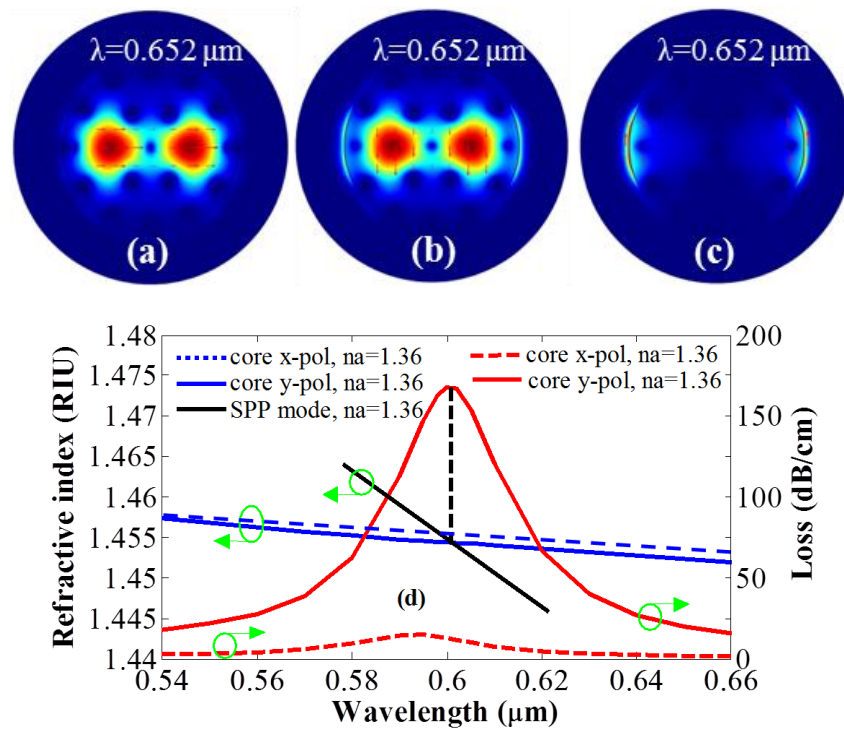 λ=0.652 μm λ=0.652 μm λ=0.652 μm
(a) (b) (c)
1.48 200
core x-pol, na=1.36 core x-pol, na=1.36
1.475
core y-pol, na=1.36 core y-pol, na=1.36
1.47 150
SPP mode, na=1.36
1.465
1.46 100
1.455
1.45 50
(d)
1.445
1.44 0
Refractive index (RIU)
Loss (dB/cm)
0.54 0.56 0.58 0.6 0.62 0.64 0.66
Wavelength (μm)